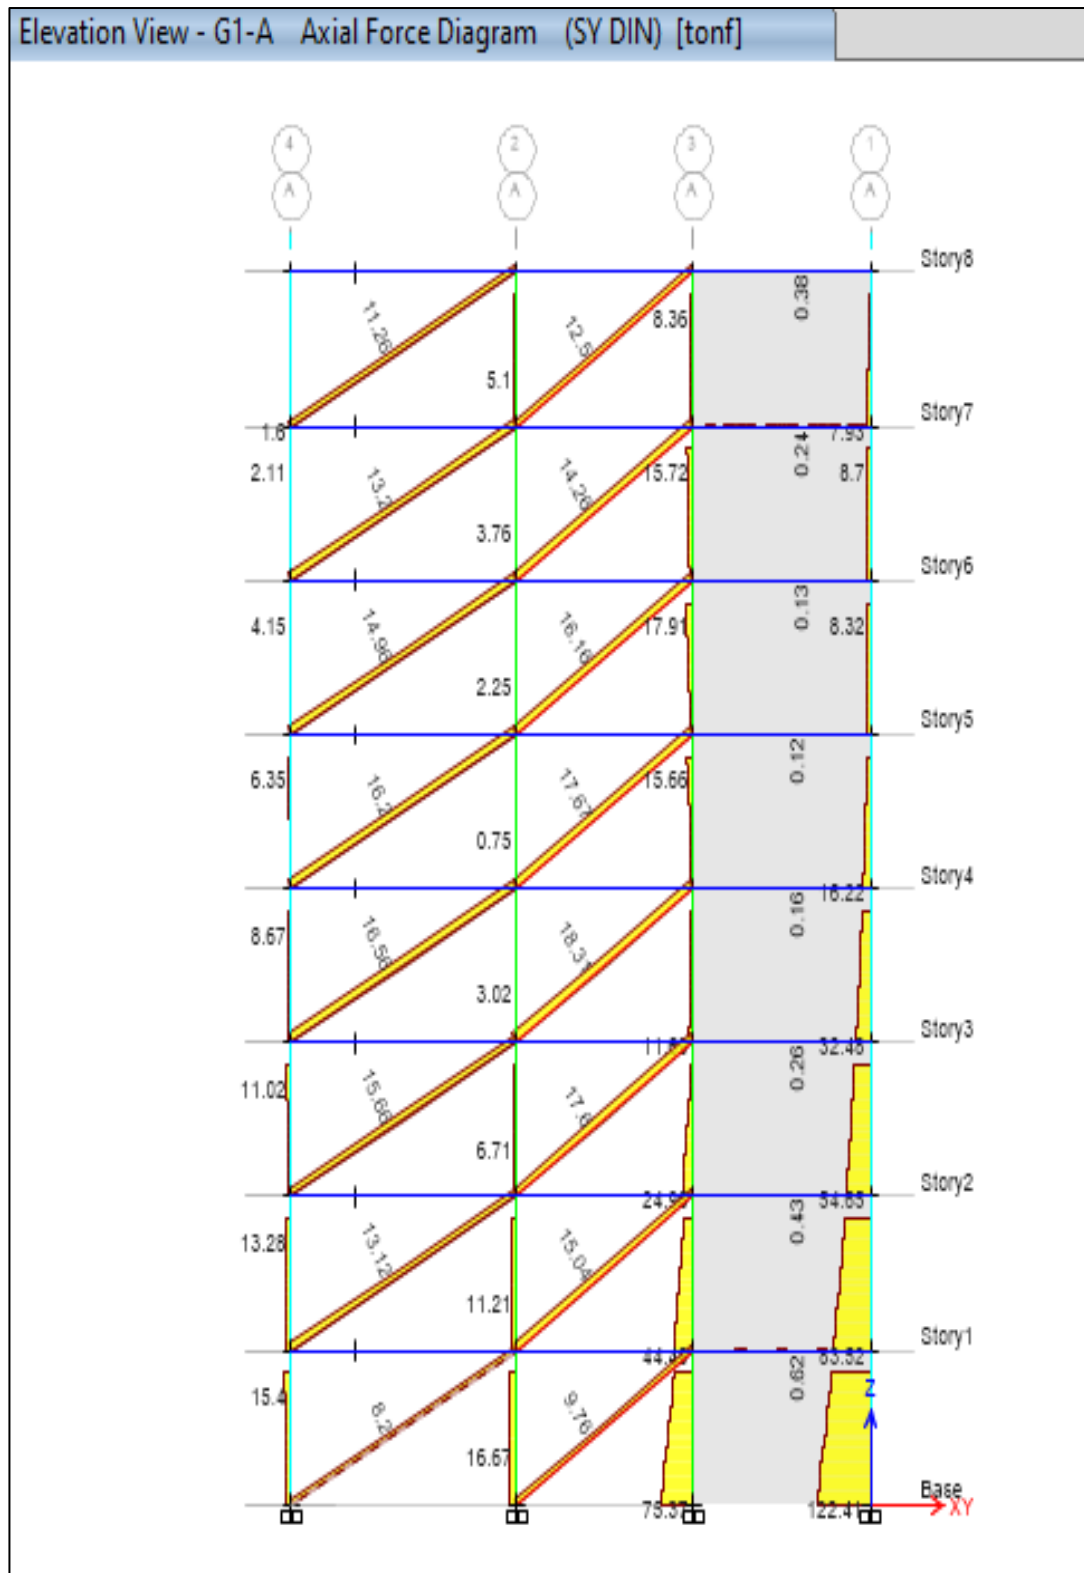 Elevation View - G1-A Axial Force Diagram (SY DIN) [tonf]
4 2 3 1
A A A A
Story8
11.26 12.5 8.36 0.38
5.1
Story7
1.6 7.93
2.11 13.2 14.26 15.72 0.24 8.7
3.76
Story6
4.15 14.96 16.16 17.91 0.13 8.32
2.25
Story5
6.35 16.2 17.67 15.66 0.12
0.75
Story4
16.22
8.67 16.56 18.31 0.16
3.02
Story3
32.48
11.02 15.66 17.6 0.26
6.71
Story2
54.65
13.28 13.12 15.04 0.43
11.21
Story1
15.4 8.2 9.76 0.62 Z
16.67
Base
122.41 XY